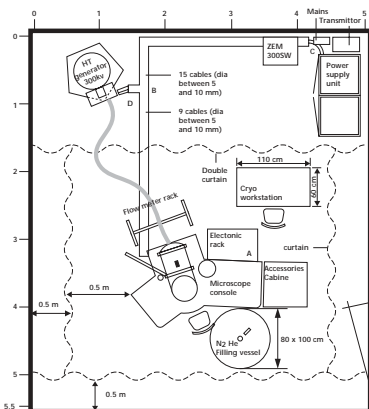 Mains
Transmittor
0
1
2
3
4
5
0
1
2
3
4
5
5.5
HT
generator
300kv
ZEM
300SW
C
Power
supply
unit
15 cables (dia
between 5
and 10 mm)
B
D
9 cables (dia
between 5
and 10 mm)
Double
curtain
110 cm
60 cm
Cryo
workstation
Flow meter rack
Electonic
rack
A
curtain
Accessories
Cabine
Microscope
console
0.5 m
0.5 m
N2 He
Filling vessel
80 x 100 cm
0.5 m